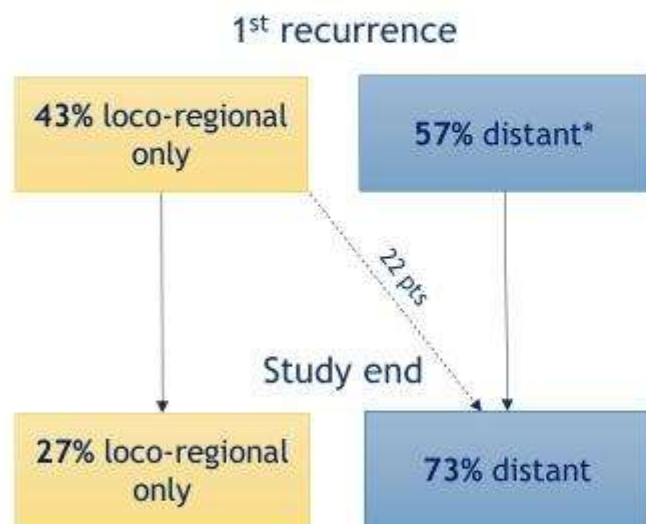 1st recurrence
43% loco-regional
only
57% distant*
22 pts
Study end
27% loco-regional
only
73% distant